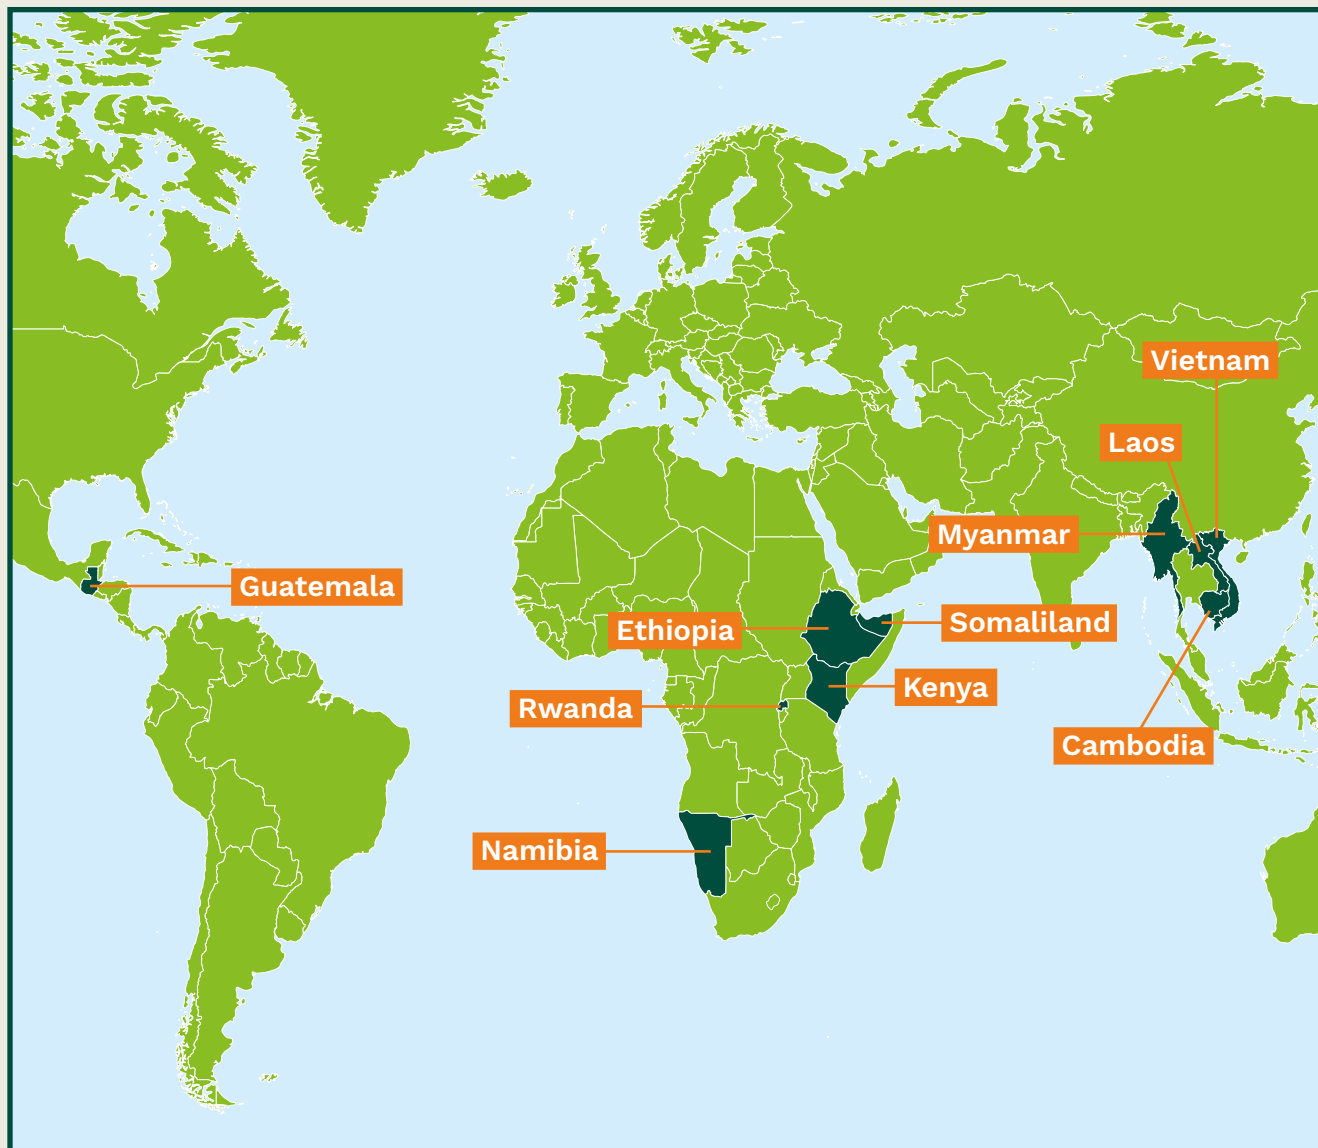 Vietnam
Laos
Myanmar
Guatemala
Ethiopia
Somaliland
Kenya
Rwanda
Cambodia
Namibia